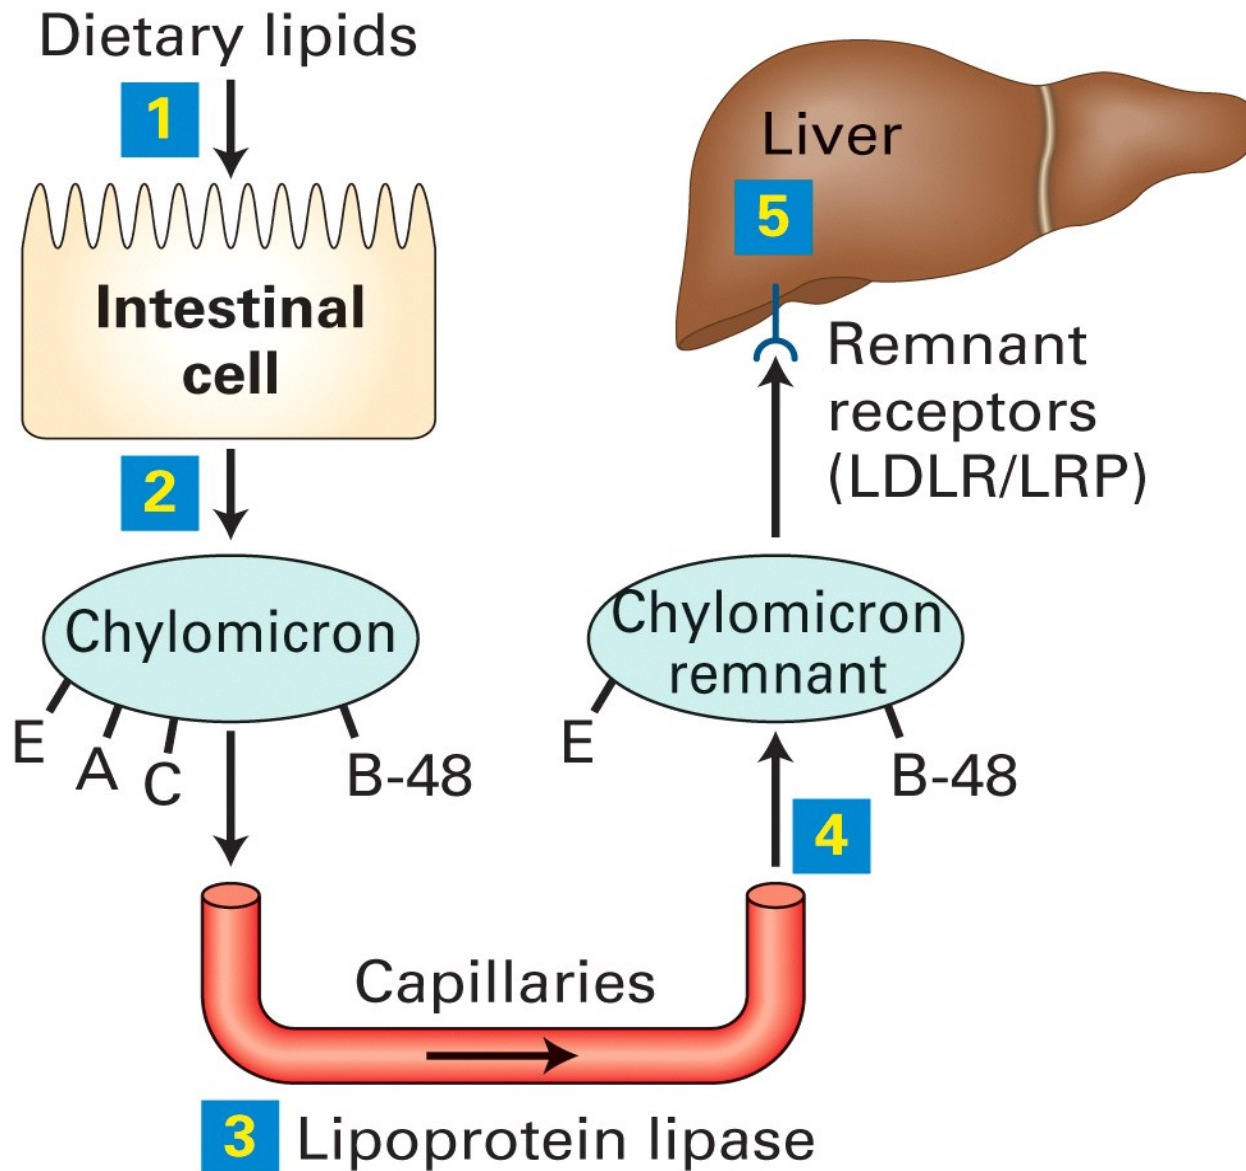 Dietary lipids
1
Intestinal
cell
2
Chylomicron
E
A
C
B-48
Capillaries
3 Lipoprotein lipase
4
Chylomicron
remnant
E
B-48
Remnant
receptors
(LDLR/LRP)
Liver
5